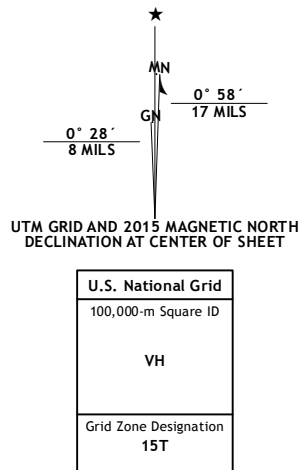 ★
MN
0° 58´
17 MILS
GN
0° 28´
8 MILS
UTM GRID AND 2015 MAGNETIC NORTH
DECLINATION AT CENTER OF SHEET
U.S. National Grid
100,000-m Square ID
VH
Grid Zone Designation
15T